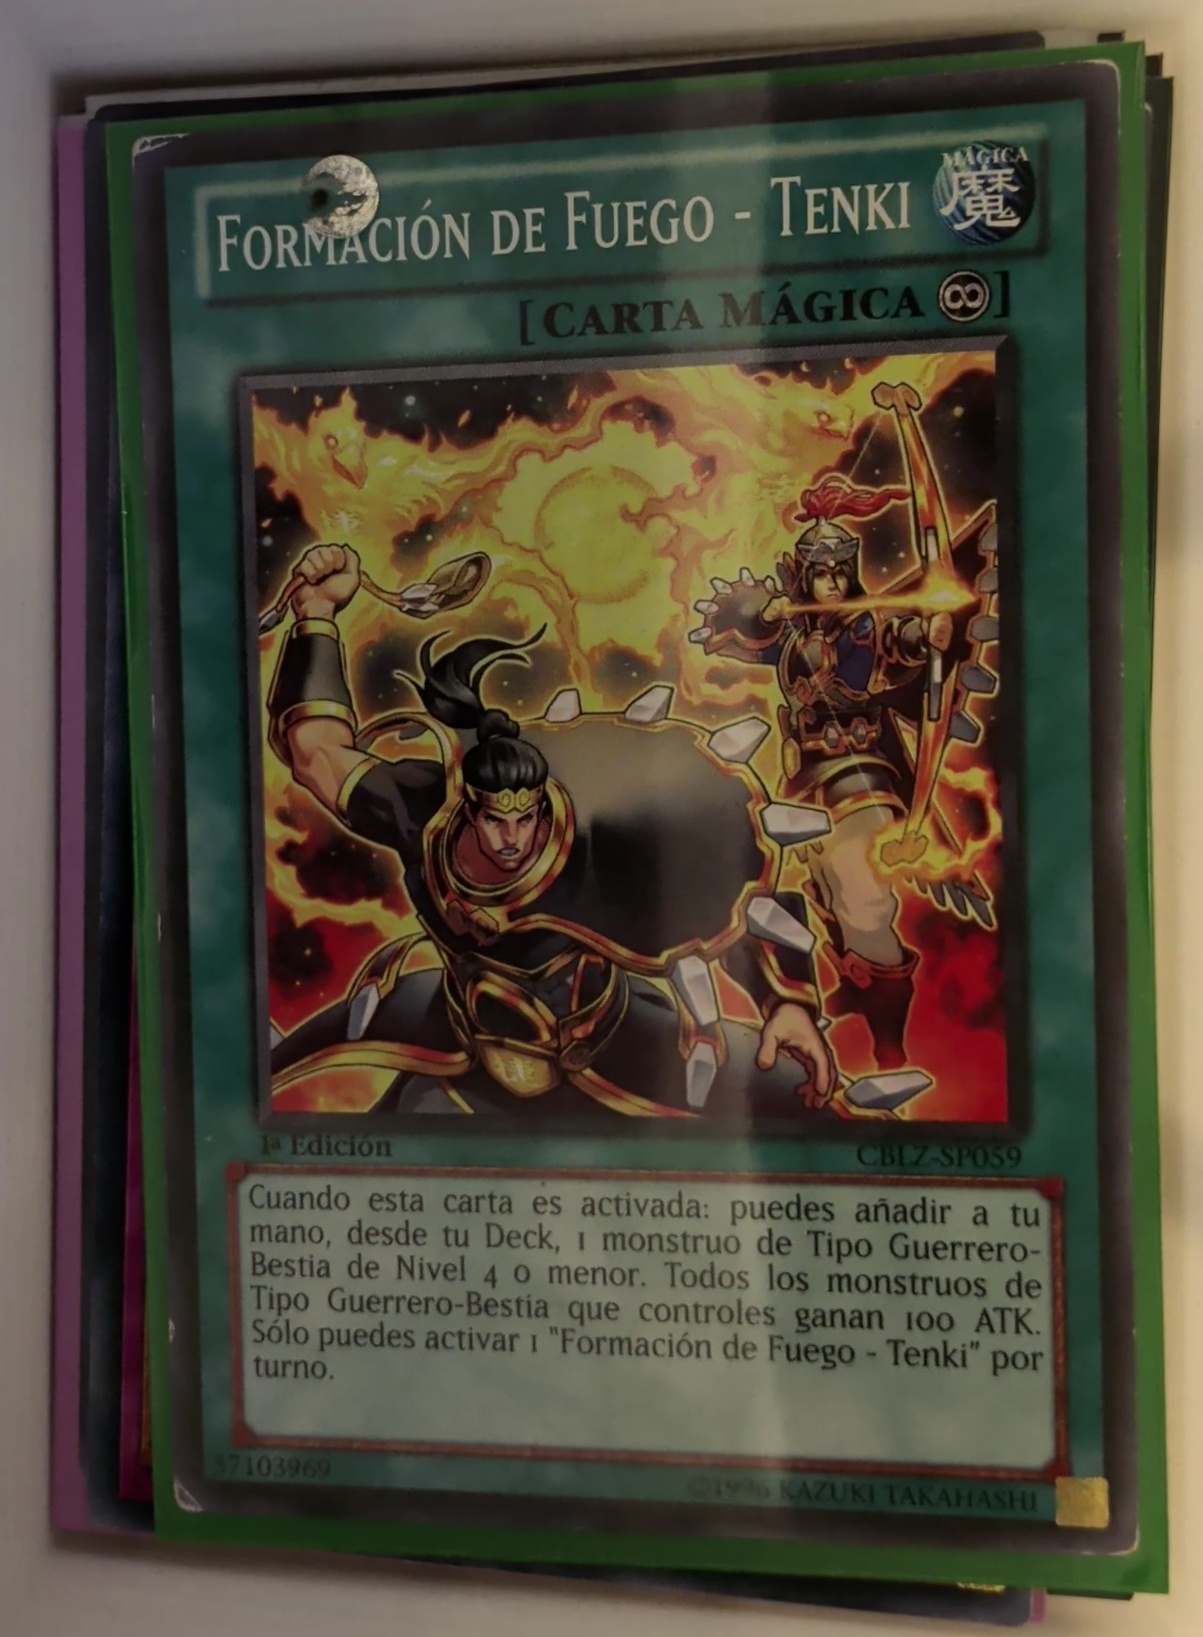 FORMACIÓN DE FUEGO - TENKI
MÁGICA
魔
[CARTA MÁGICA ∞]
1ª Edición
CBLZ-SP059
Cuando esta carta es activada: puedes añadir a tu
mano, desde tu Deck, 1 monstruo de Tipo Guerrero-
Bestia de Nivel 4 o menor. Todos los monstruos de
Tipo Guerrero-Bestia que controles ganan 100 ATK.
Sólo puedes activar 1 "Formación de Fuego - Tenki" por
turno.
57103969
©1996 KAZUKI TAKAHASHI